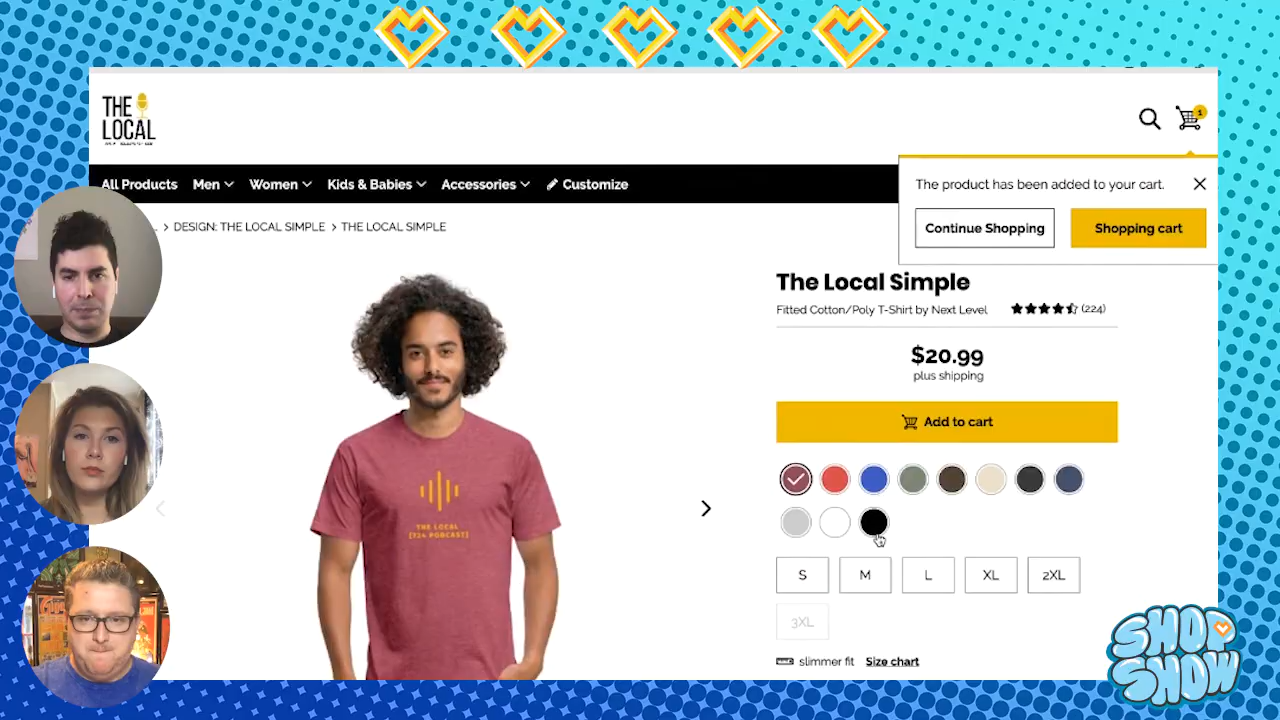 THE
LOCAL
1
All Products Men Women Kids & Babies Accessories Customize
The product has been added to your cart.
Continue Shopping Shopping cart
> DESIGN: THE LOCAL SIMPLE > THE LOCAL SIMPLE
The Local Simple
Fitted Cotton/Poly T-Shirt by Next Level (224)
$20.99
plus shipping
Add to cart
THE LOCAL
[724 PODCAST]
S M L XL 2XL
3XL
slimmer fit Size chart
SHOP
SHOW